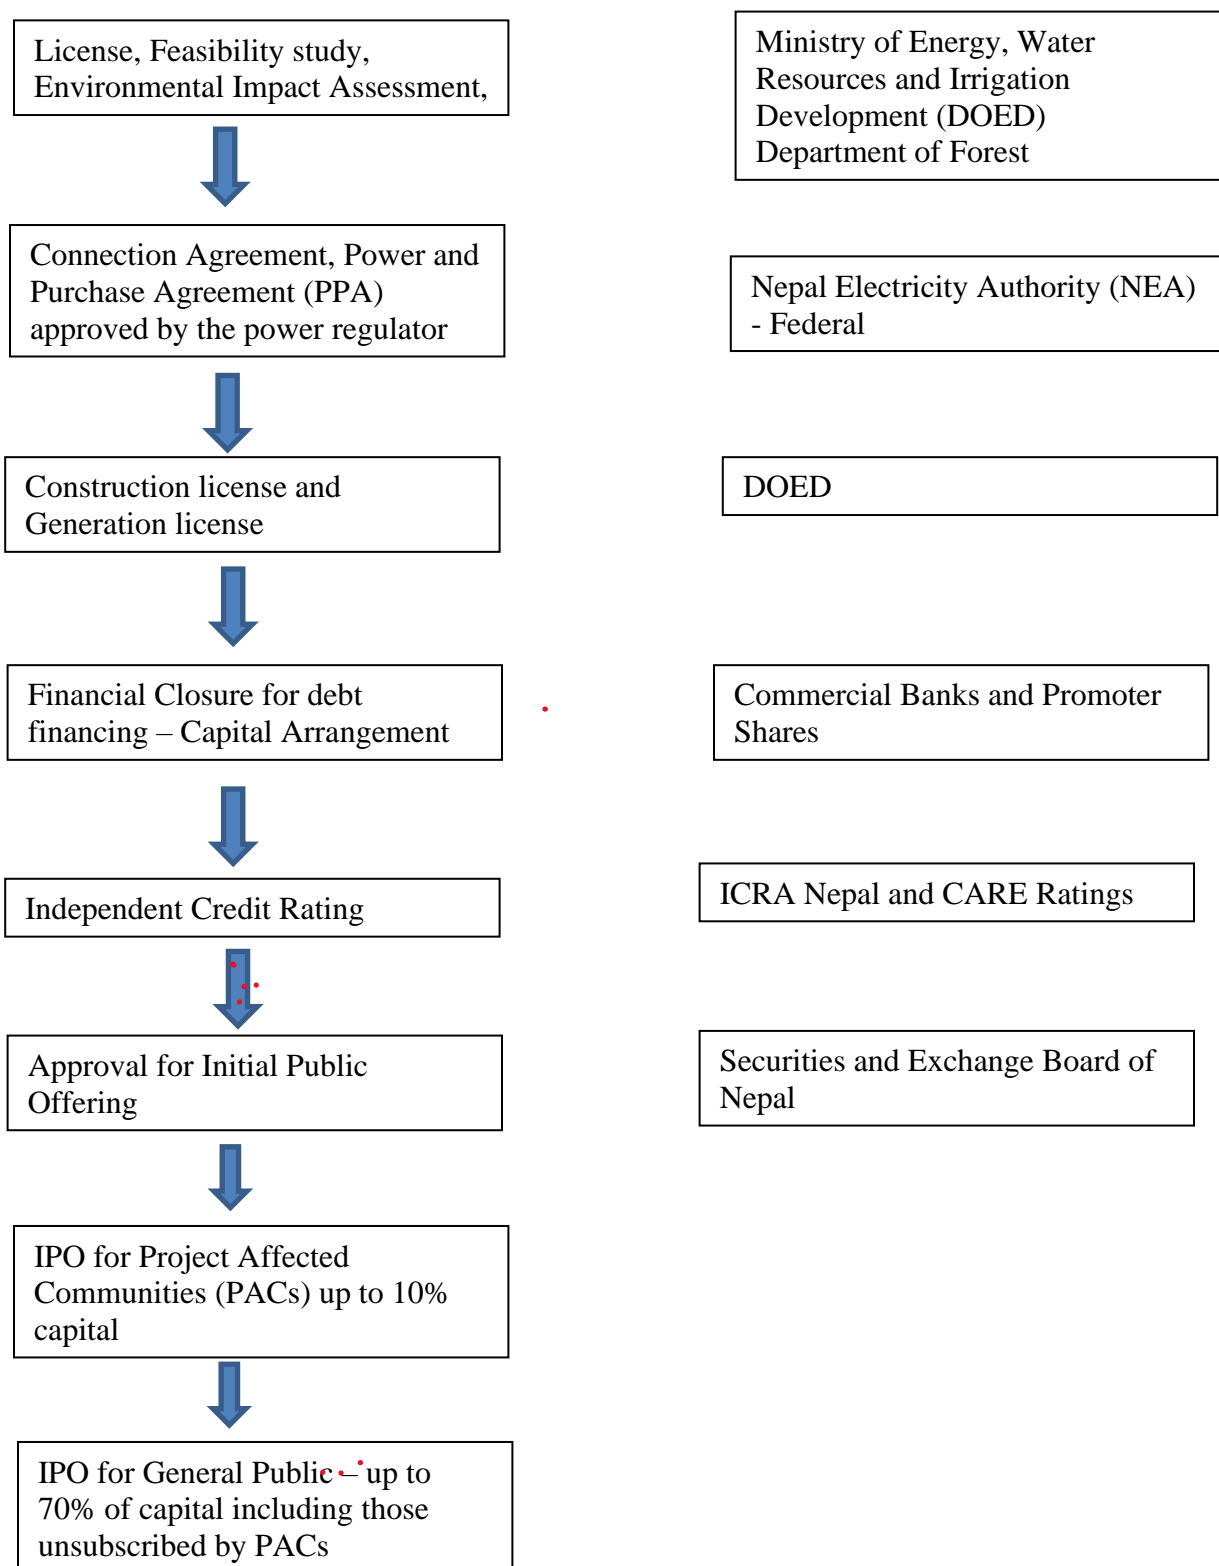 License, Feasibility study,
Environmental Impact Assessment,
Ministry of Energy, Water
Resources and Irrigation
Development (DOED)
Department of Forest
Connection Agreement, Power and
Purchase Agreement (PPA)
approved by the power regulator
Nepal Electricity Authority (NEA)
- Federal
Construction license and
Generation license
DOED
Financial Closure for debt
financing – Capital Arrangement
Commercial Banks and Promoter
Shares
Independent Credit Rating
ICRA Nepal and CARE Ratings
Approval for Initial Public
Offering
Securities and Exchange Board of
Nepal
IPO for Project Affected
Communities (PACs) up to 10%
capital
IPO for General Public – up to
70% of capital including those
unsubscribed by PACs